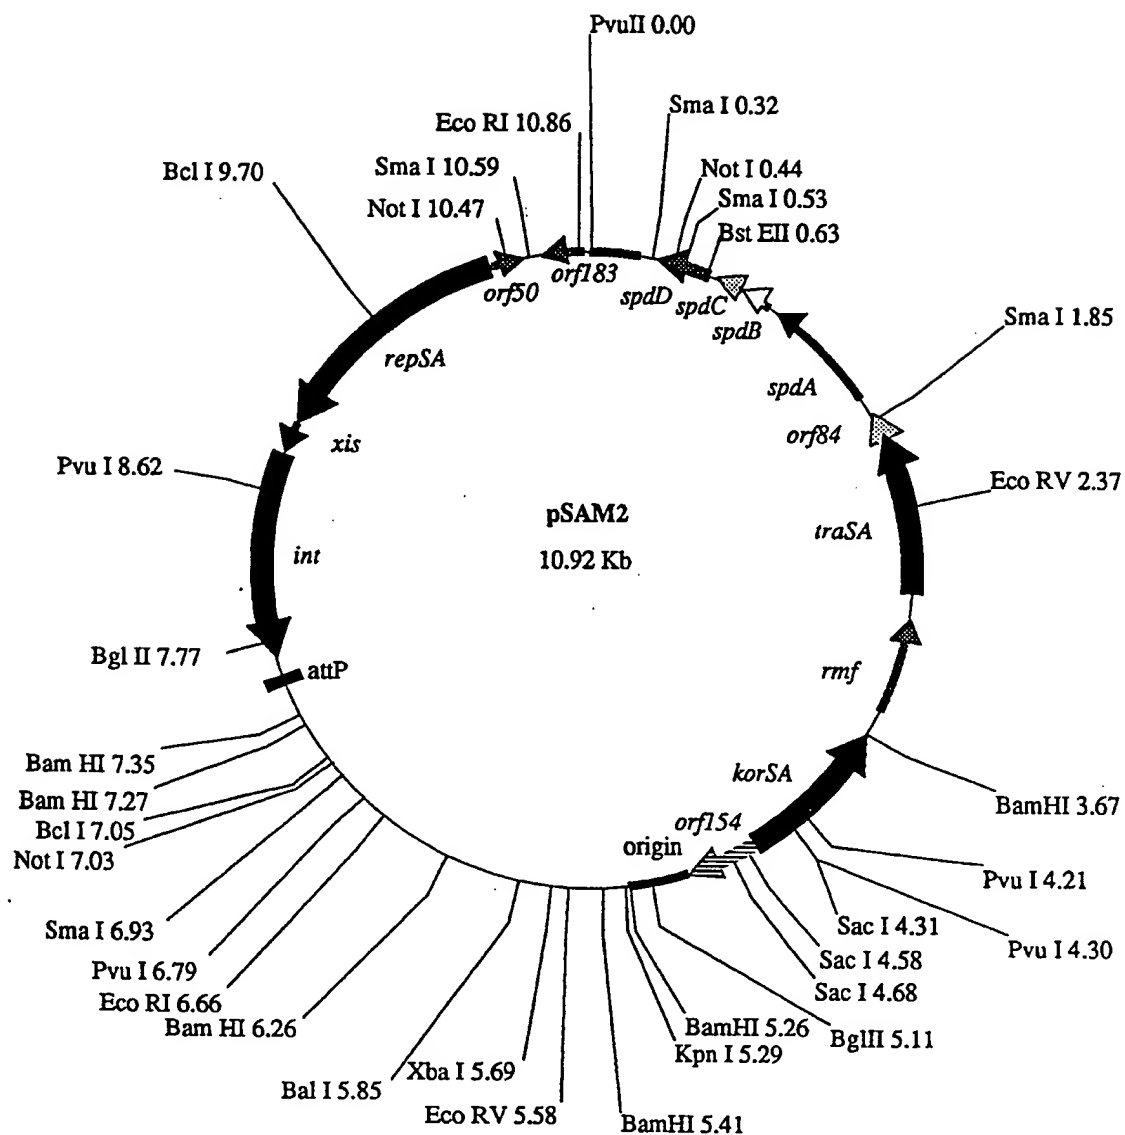 PvuII 0.00
Sma I 0.32
Eco RI 10.86
Sma I 10.59
Not I 0.44
Bcl I 9.70
Sma I 0.53
Not I 10.47
Bst EII 0.63
orf183
orf50
spdD
spdC
spdB
Sma I 1.85
repSA
spdA
orf84
xis
Pvu I 8.62
Eco RV 2.37
pSAM2
traSA
int
10.92 Kb
Bgl II 7.77
attP
rmf
Bam HI 7.35
korSA
Bam HI 7.27
BamHI 3.67
Bcl I 7.05
orf154
Not I 7.03
origin
Pvu I 4.21
Sac I 4.31
Sma I 6.93
Pvu I 4.30
Sac I 4.58
Pvu I 6.79
Sac I 4.68
Eco RI 6.66
Bam HI 6.26
BamHI 5.26
BglII 5.11
Kpn I 5.29
Xba I 5.69
Bal I 5.85
Eco RV 5.58
BamHI 5.41